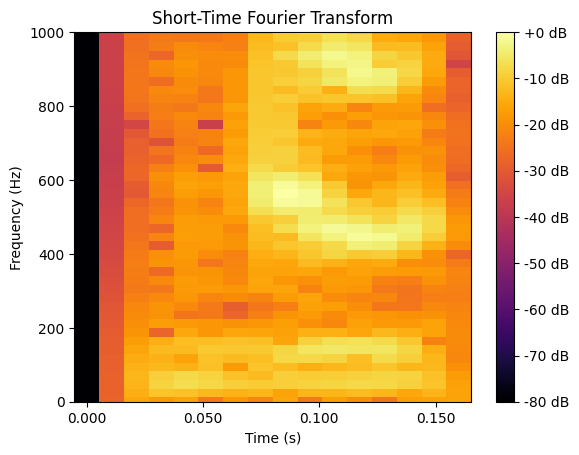 Short-Time Fourier Transform
1000
800
600
400
200
0
Frequency (Hz)
0.000
0.050
0.100
0.150
Time (s)
+0 dB
-10 dB
-20 dB
-30 dB
-40 dB
-50 dB
-60 dB
-70 dB
-80 dB